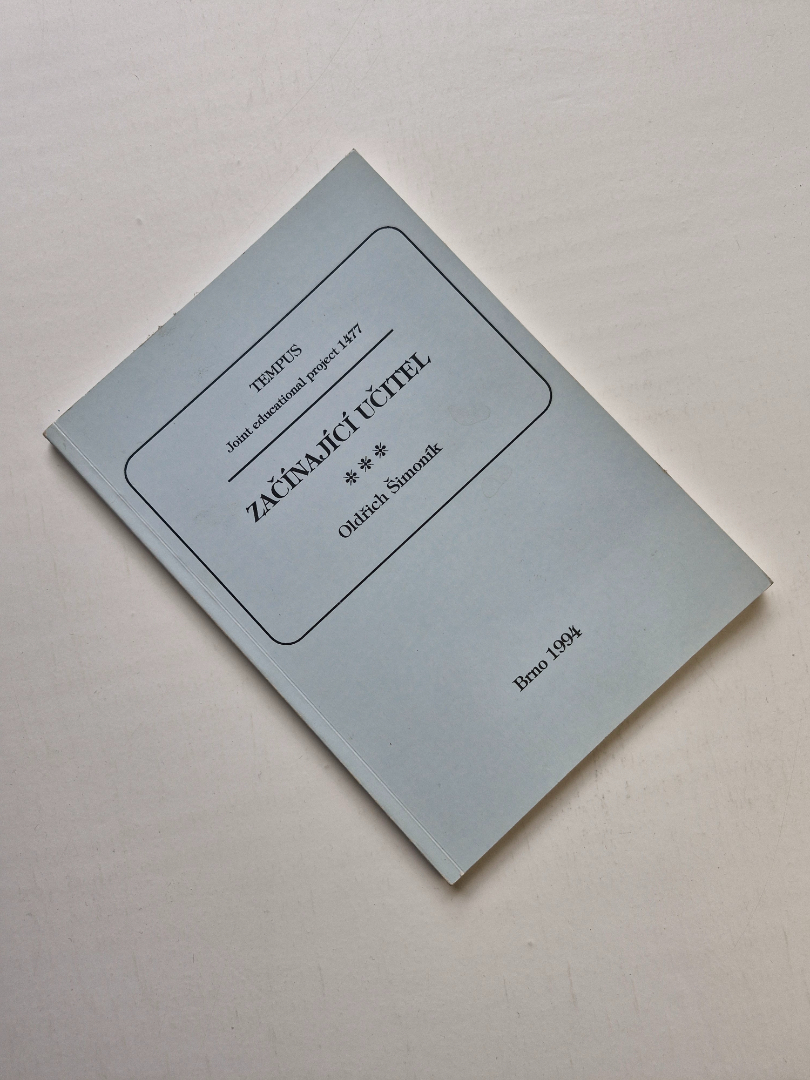 TEMPUS
Joint educational project 1477
ZAČÍNAJÍCÍ UČITEL
Oldřich Šimoník
Brno 1994